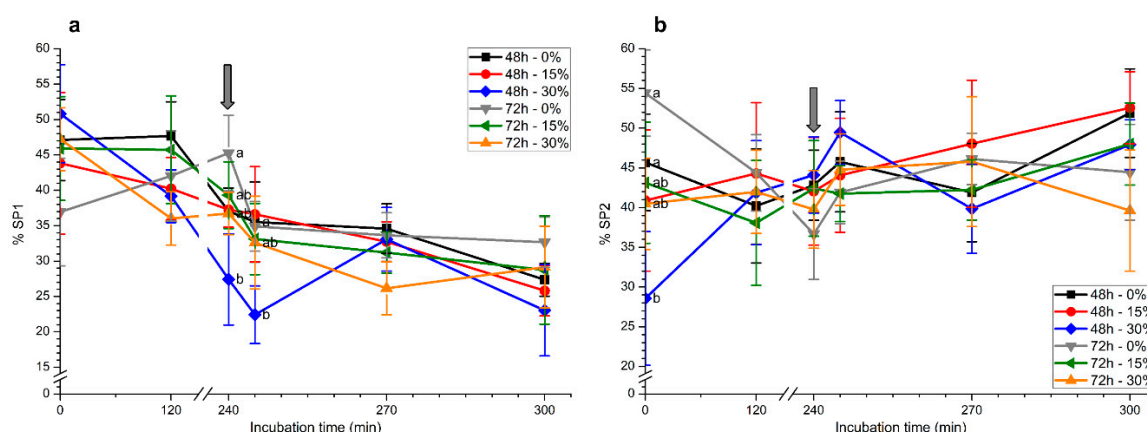 a
60
55
50
45
40
35
30
25
20
15
0
% SP1
0
120
240
270
300
Incubation time (min)
48h - 0%
48h - 15%
48h - 30%
72h - 0%
72h - 15%
72h - 30%
a
ab
ab
b
a
ab
b
b
60
55
50
45
40
35
30
25
20
0
% SP2
0
120
240
270
300
Incubation time (min)
48h - 0%
48h - 15%
48h - 30%
72h - 0%
72h - 15%
72h - 30%
a
a
ab
ab
ab
b